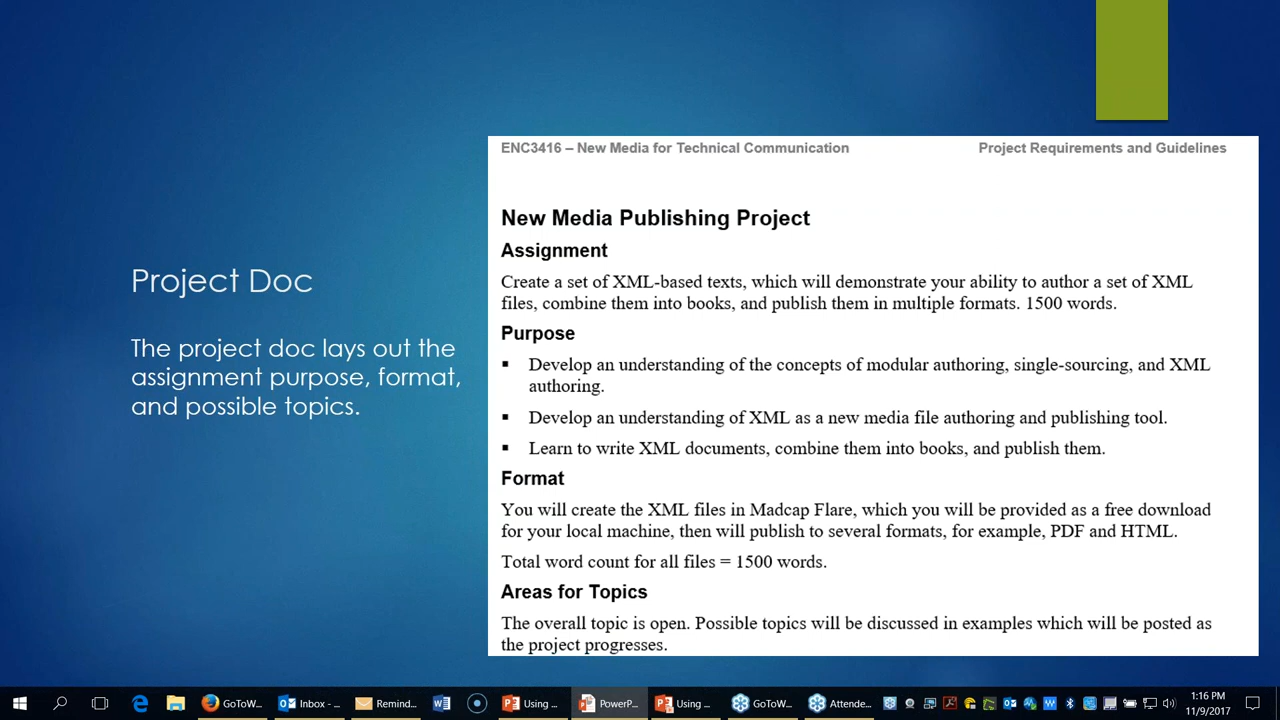 Project Doc
The project doc lays out the
assignment purpose, format,
and possible topics.
ENC3416 – New Media for Technical Communication
Project Requirements and Guidelines
New Media Publishing Project
Assignment
Create a set of XML-based texts, which will demonstrate your ability to author a set of XML
files, combine them into books, and publish them in multiple formats. 1500 words.
Purpose
▪ Develop an understanding of the concepts of modular authoring, single-sourcing, and XML
authoring.
▪ Develop an understanding of XML as a new media file authoring and publishing tool.
▪ Learn to write XML documents, combine them into books, and publish them.
Format
You will create the XML files in Madcap Flare, which you will be provided as a free download
for your local machine, then will publish to several formats, for example, PDF and HTML.
Total word count for all files = 1500 words.
Areas for Topics
The overall topic is open. Possible topics will be discussed in examples which will be posted as
the project progresses.
GoToW...
Inbox - ...
Remind...
Using ...
PowerP...
Using ...
GoToW...
Attende...
1:16 PM
11/9/2017